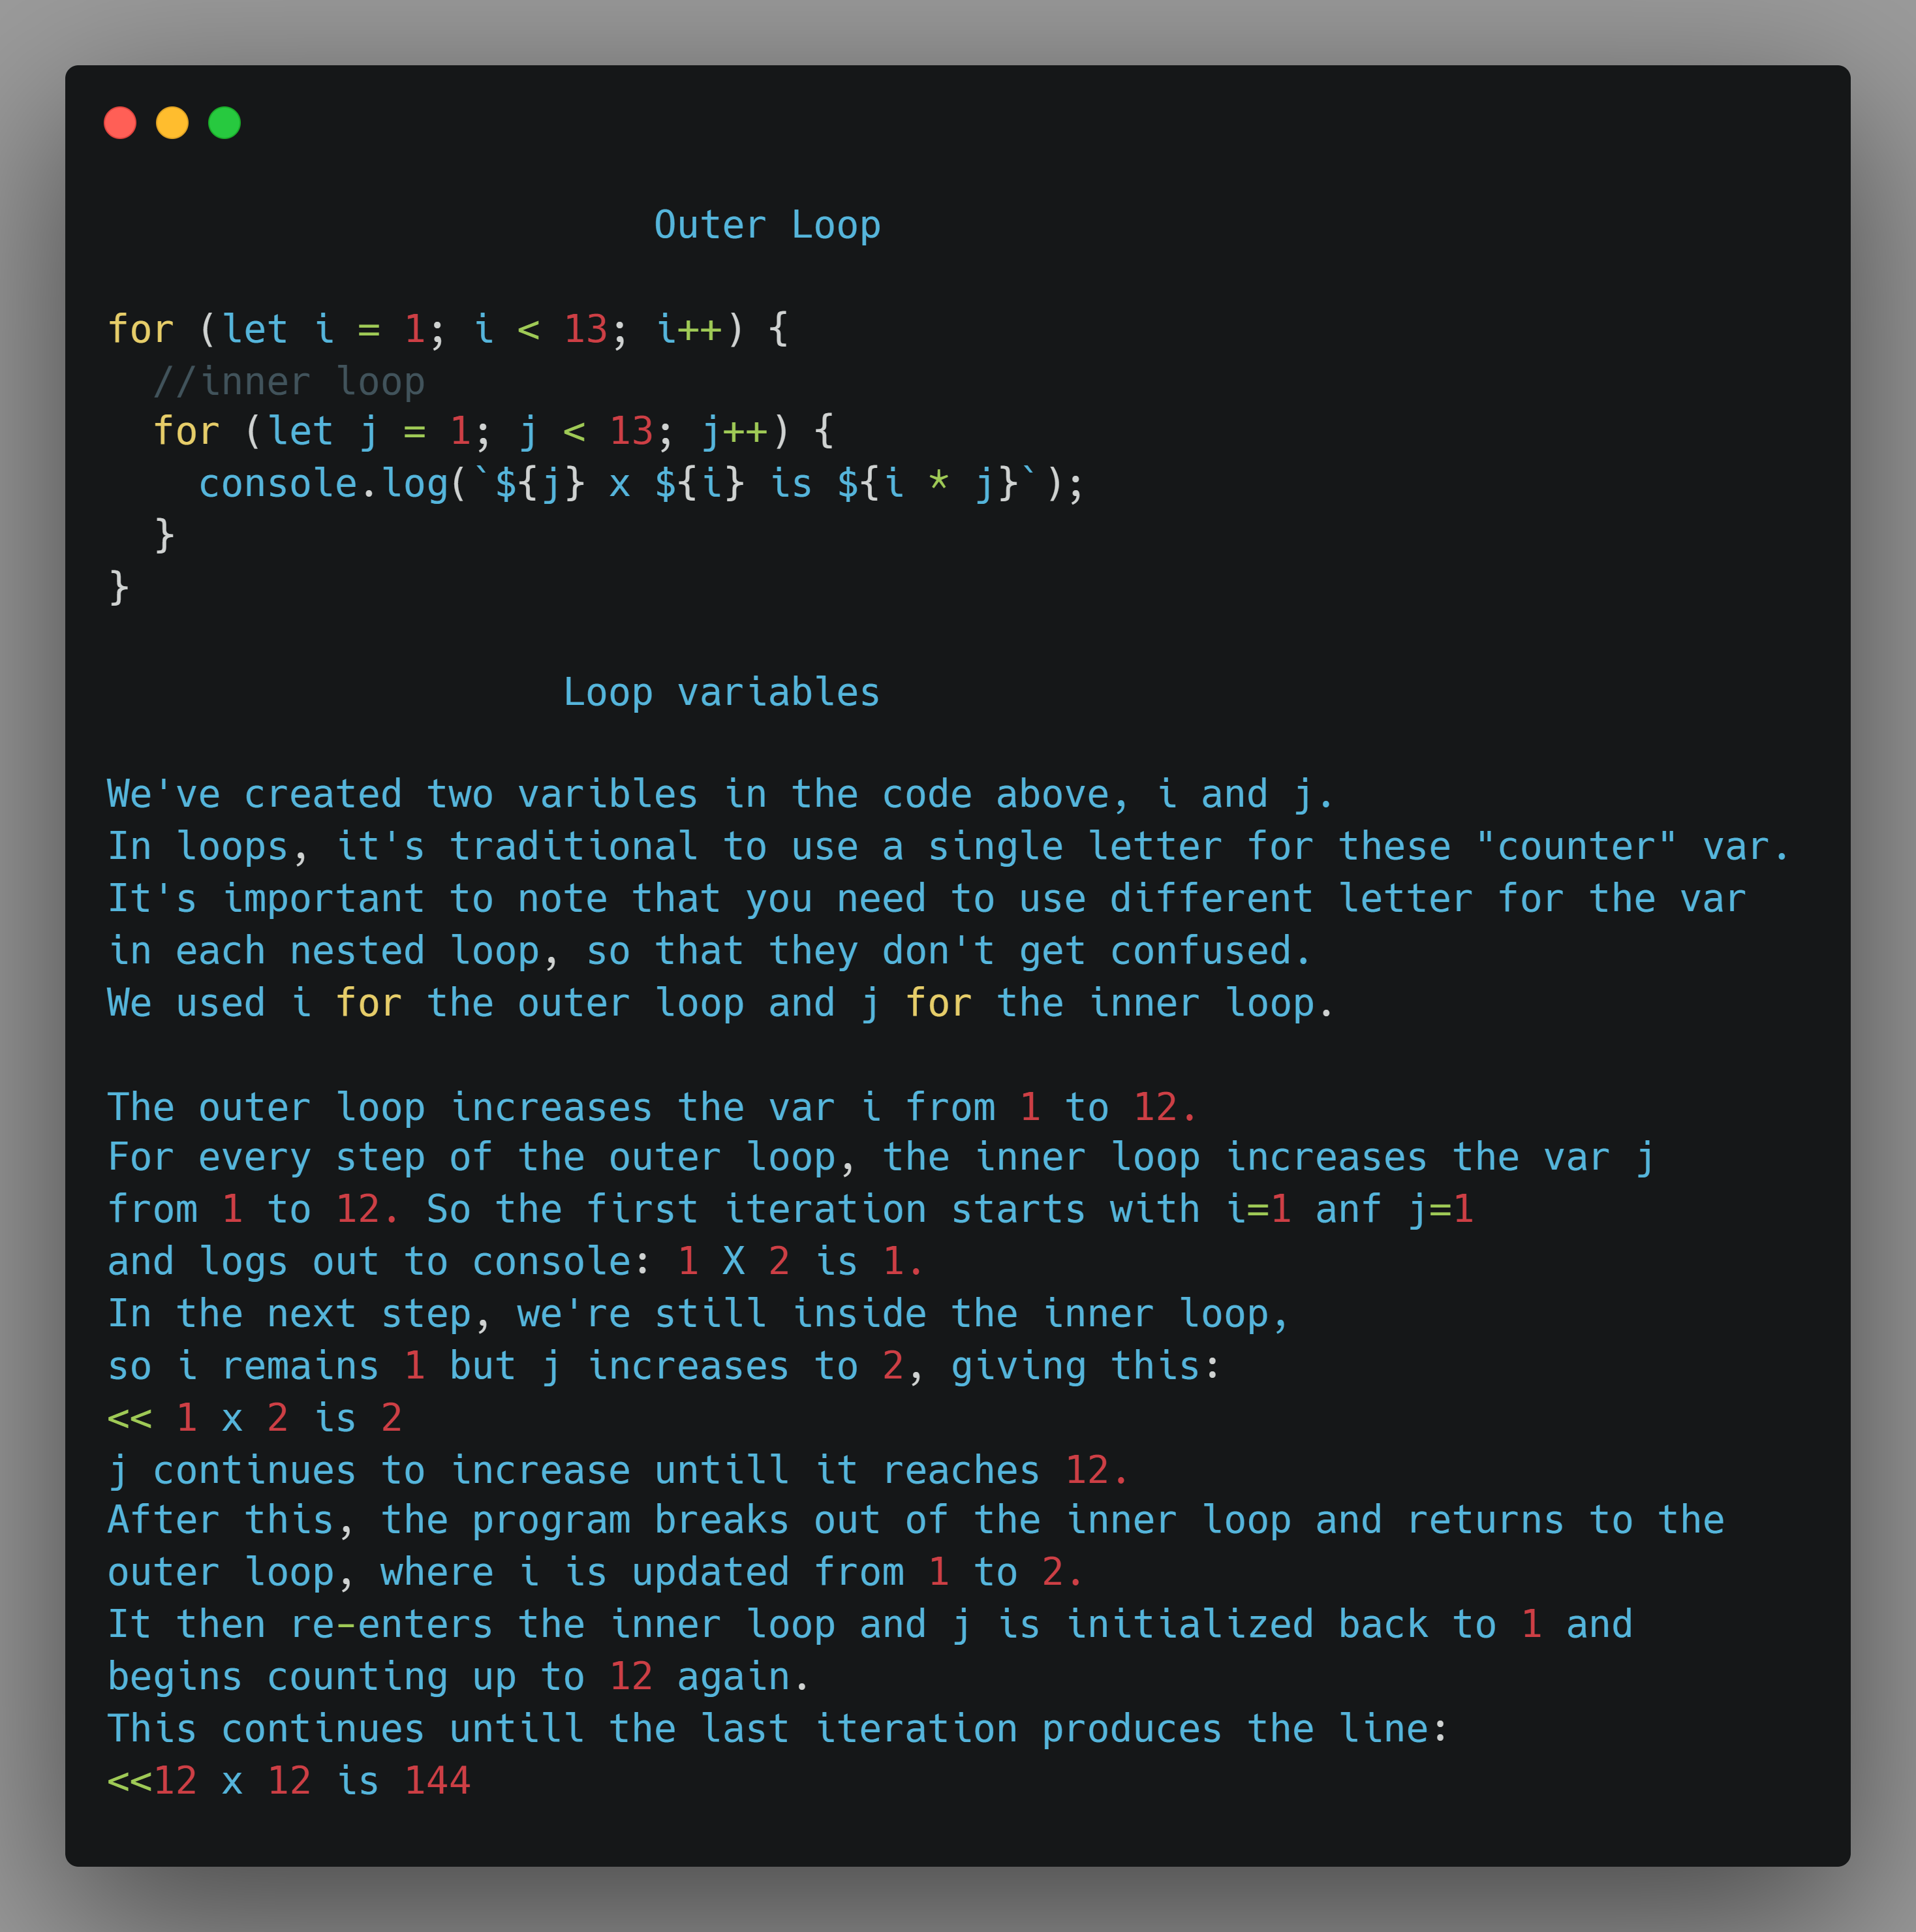 Outer Loop
for (let i = 1; i < 13; i++) {
//inner loop
for (let j = 1; j < 13; j++) {
console.log(`${j} x ${i} is ${i * j}`);
}
}
Loop variables
We've created two varibles in the code above, i and j.
In loops, it's traditional to use a single letter for these "counter" var.
It's important to note that you need to use different letter for the var
in each nested loop, so that they don't get confused.
We used i for the outer loop and j for the inner loop.
The outer loop increases the var i from 1 to 12.
For every step of the outer loop, the inner loop increases the var j
from 1 to 12. So the first iteration starts with i=1 anf j=1
and logs out to console: 1 X 2 is 1.
In the next step, we're still inside the inner loop,
so i remains 1 but j increases to 2, giving this:
<< 1 x 2 is 2
j continues to increase untill it reaches 12.
After this, the program breaks out of the inner loop and returns to the
outer loop, where i is updated from 1 to 2.
It then re-enters the inner loop and j is initialized back to 1 and
begins counting up to 12 again.
This continues untill the last iteration produces the line:
<<12 x 12 is 144